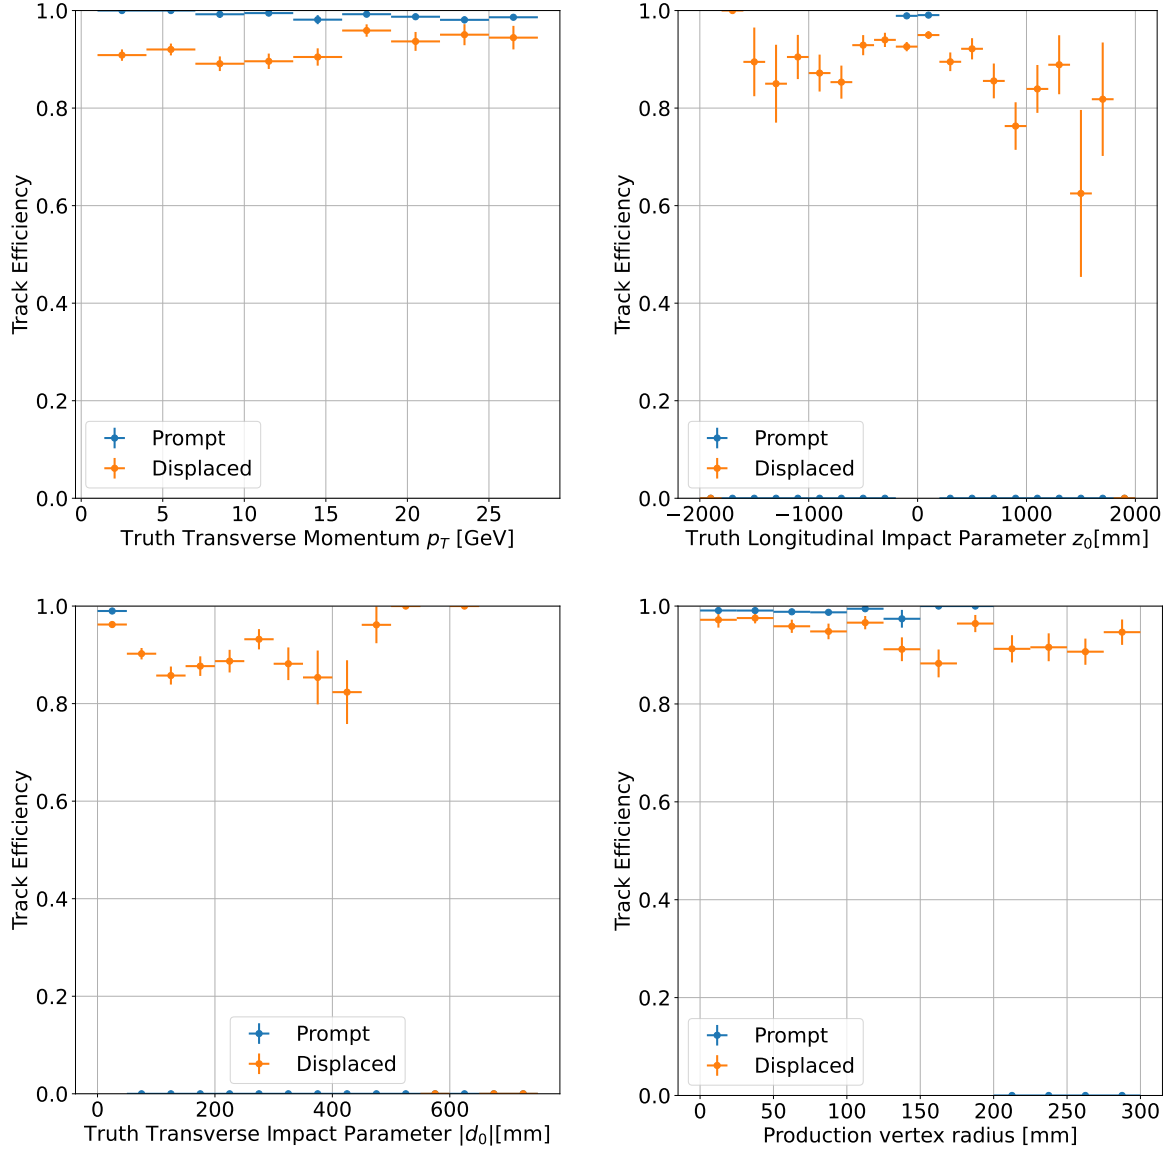 1.0
0.8
0.6
0.4
0.2
0.0
0 5 10 15 20 25
Track Efficiency
Truth Transverse Momentum p_T [GeV]
Prompt
Displaced
1.0
0.8
0.6
0.4
0.2
0.0
−2000 −1000 0 1000 2000
Track Efficiency
Truth Longitudinal Impact Parameter z_0[mm]
Prompt
Displaced
1.0
0.8
0.6
0.4
0.2
0.0
0 200 400 600
Track Efficiency
Truth Transverse Impact Parameter |d_0|[mm]
Prompt
Displaced
1.0
0.8
0.6
0.4
0.2
0.0
0 50 100 150 200 250 300
Track Efficiency
Production vertex radius [mm]
Prompt
Displaced